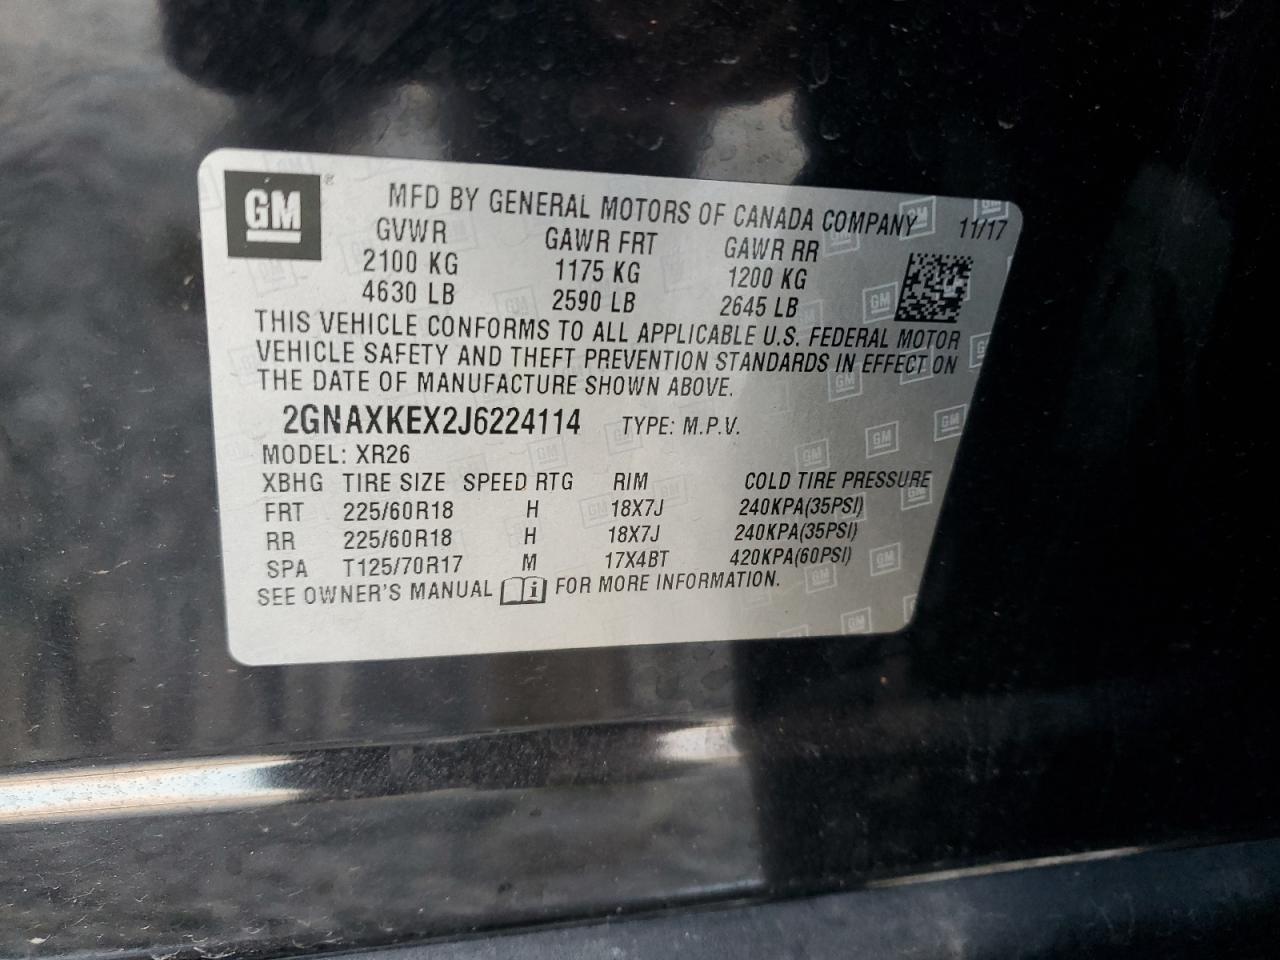 GM ®
MFD BY GENERAL MOTORS OF CANADA COMPANY 11/17
GVWR GAWR FRT GAWR RR
2100 KG 1175 KG 1200 KG
4630 LB 2590 LB 2645 LB
THIS VEHICLE CONFORMS TO ALL APPLICABLE U.S. FEDERAL MOTOR
VEHICLE SAFETY AND THEFT PREVENTION STANDARDS IN EFFECT ON
THE DATE OF MANUFACTURE SHOWN ABOVE.
2GNAXKEX2J6224114 TYPE: M.P.V.
MODEL: XR26
XBHG TIRE SIZE SPEED RTG RIM COLD TIRE PRESSURE
FRT 225/60R18 H 18X7J 240KPA(35PSI)
RR 225/60R18 H 18X7J 240KPA(35PSI)
SPA T125/70R17 M 17X4BT 420KPA(60PSI)
SEE OWNER'S MANUAL i FOR MORE INFORMATION.